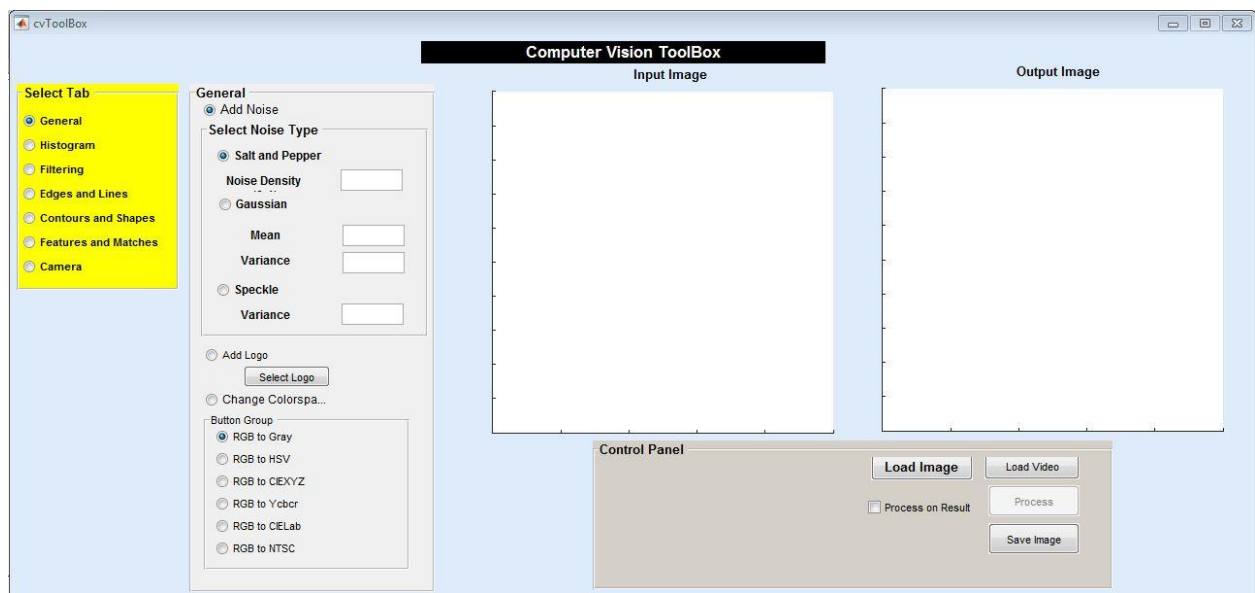 cvToolBox
Computer Vision ToolBox
Input Image
Output Image
Select Tab
General
Histogram
Filtering
Edges and Lines
Contours and Shapes
Features and Matches
Camera
General
Add Noise
Select Noise Type
Salt and Pepper
Noise Density
Gaussian
Mean
Variance
Speckle
Variance
Add Logo
Select Logo
Change Colorspa...
Button Group
RGB to Gray
RGB to HSV
RGB to CIEXYZ
RGB to Ycbcr
RGB to CIELab
RGB to NTSC
Control Panel
Load Image
Load Video
Process on Result
Process
Save Image